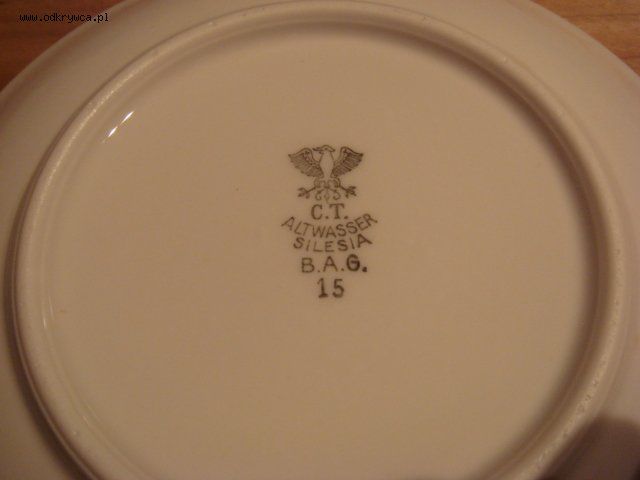 www.odkrywca.pl
C.T.
ALTWASSER
SILESIA
B.A.G.
15